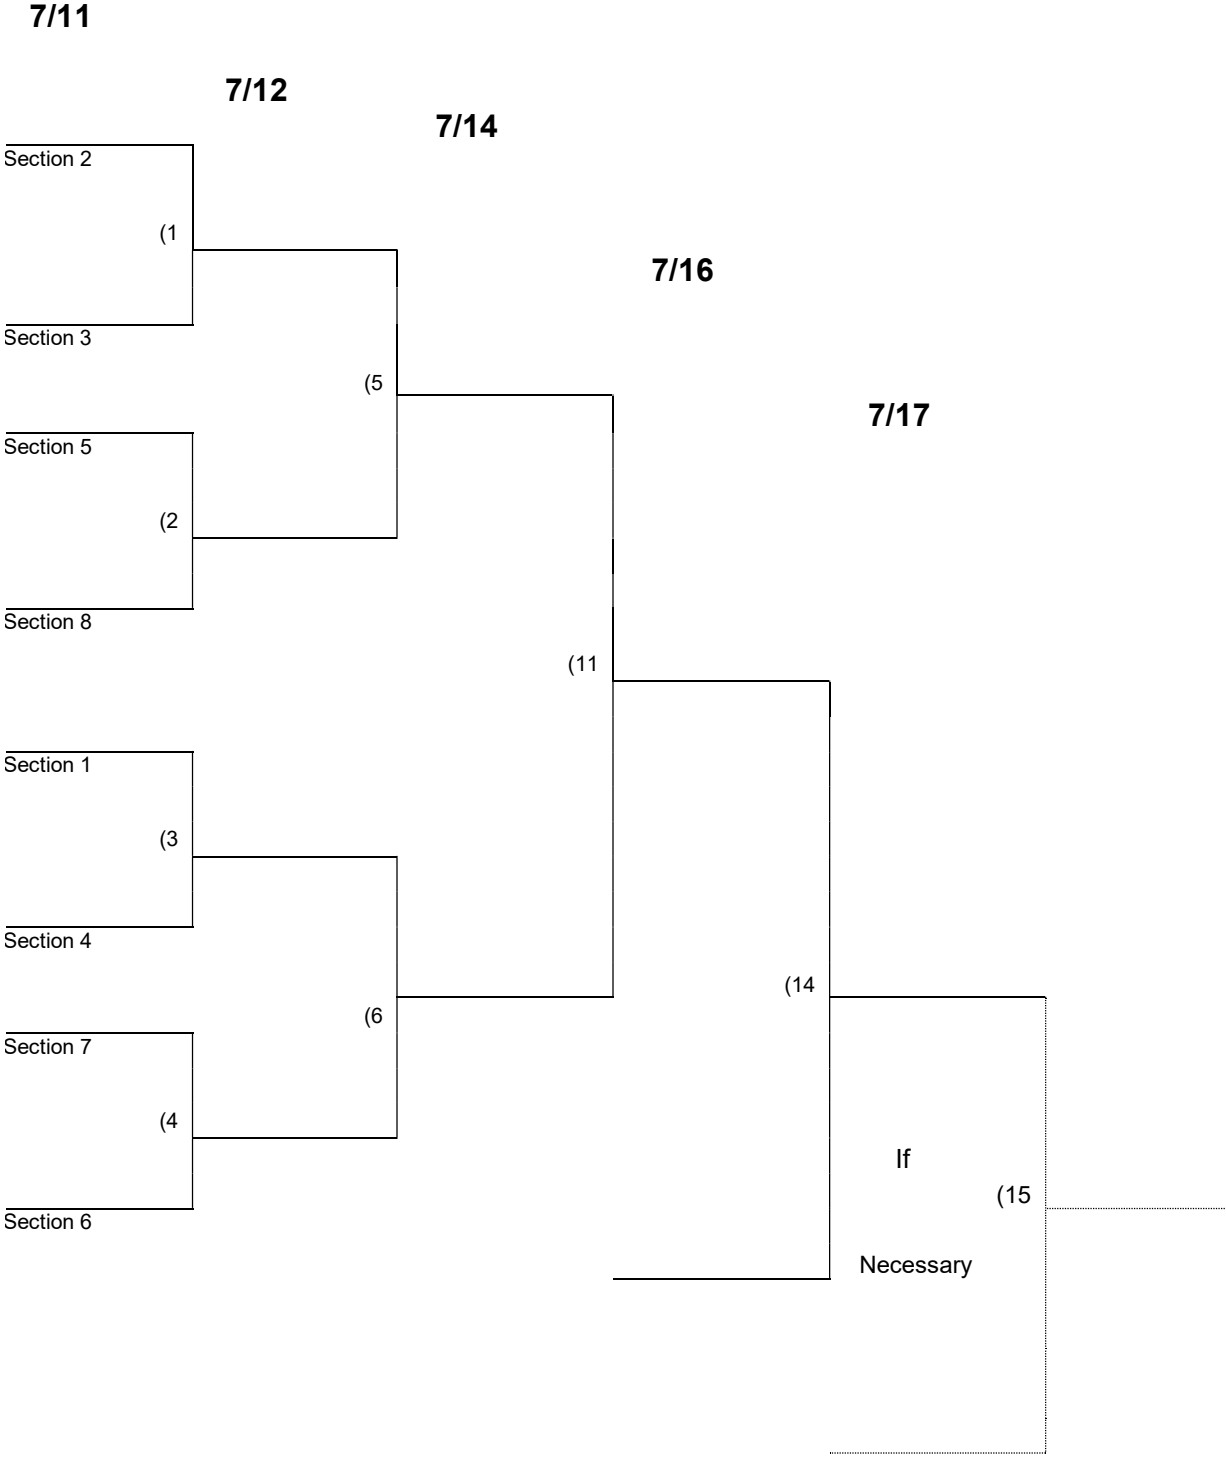 7/11
7/12
7/14
Section 2
(1
7/16
Section 3
(5
7/17
Section 5
(2
Section 8
(11
Section 1
(3
Section 4
(14
(6
Section 7
(4
If
(15
Section 6
Necessary